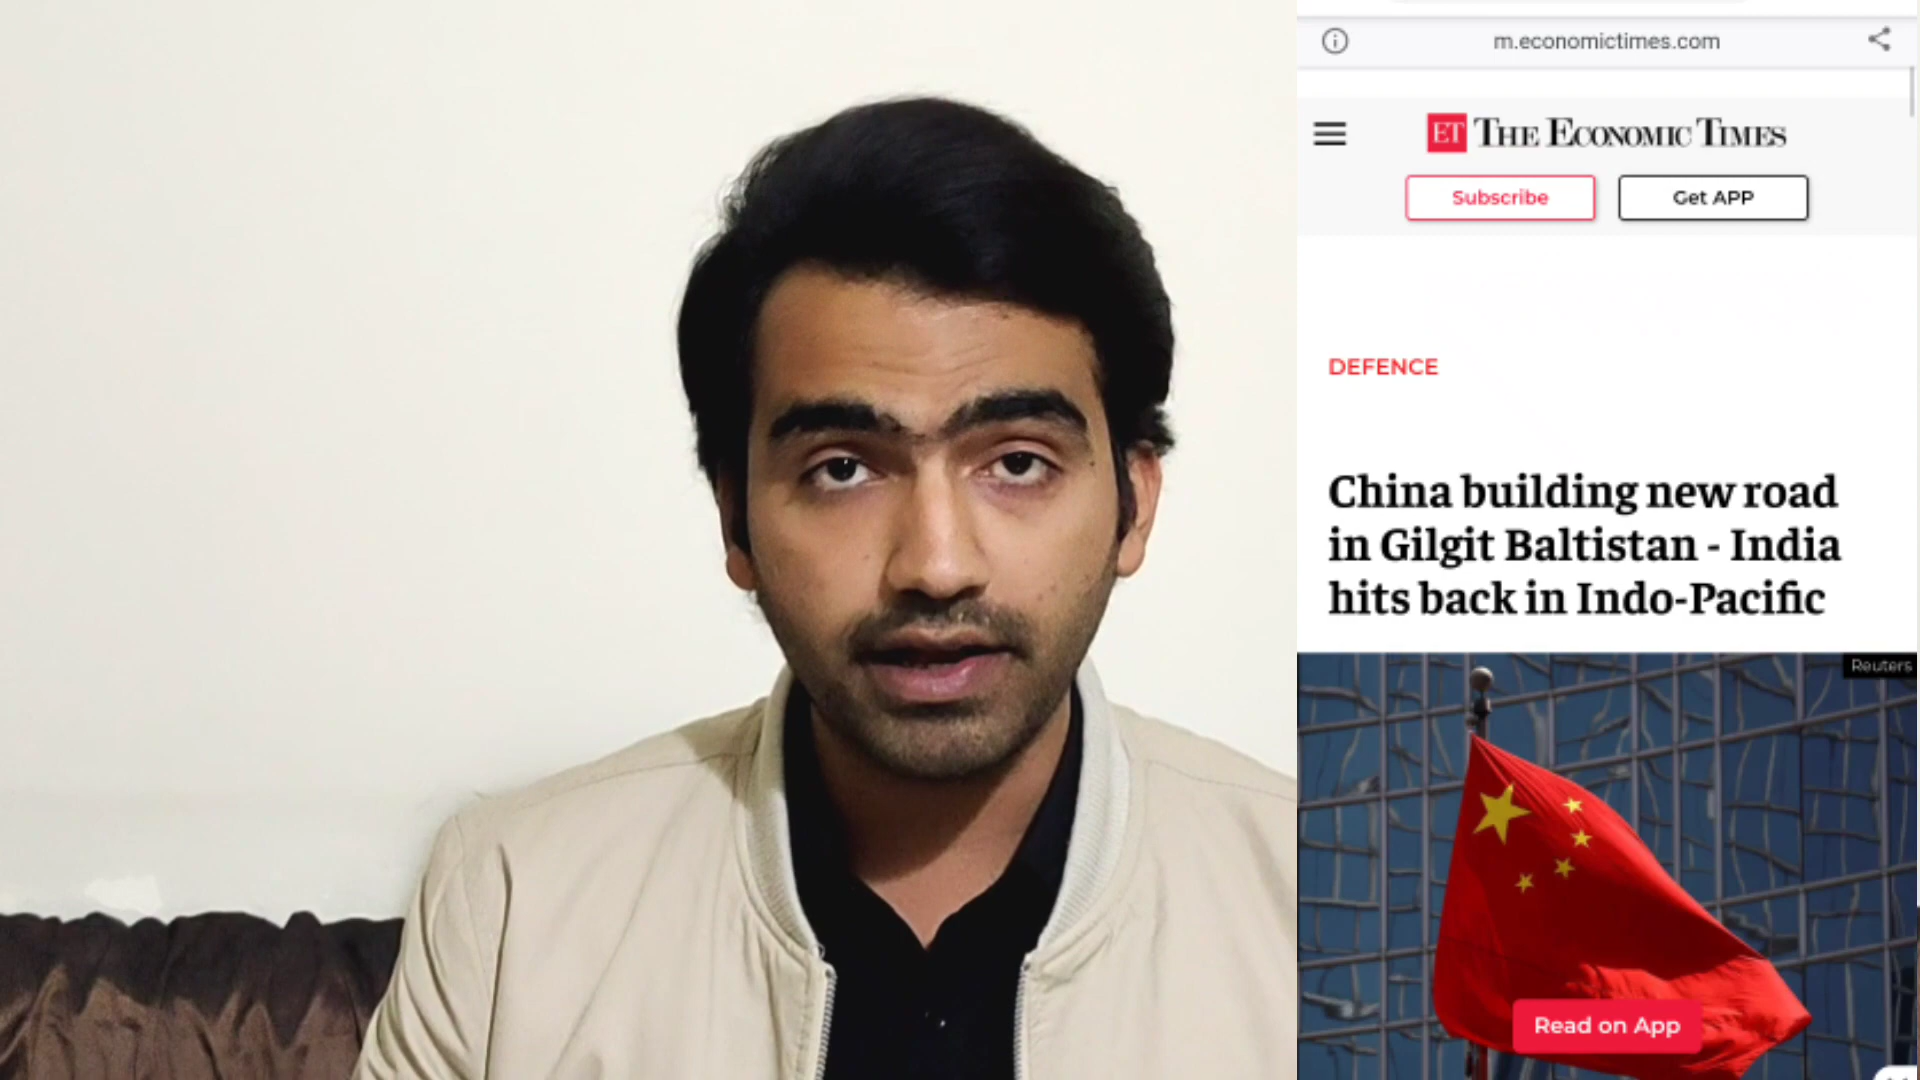 m.economictimes.com
ET THE ECONOMIC TIMES
Subscribe
Get APP
DEFENCE
China building new road
in Gilgit Baltistan - India
hits back in Indo-Pacific
Reuters
Read on App